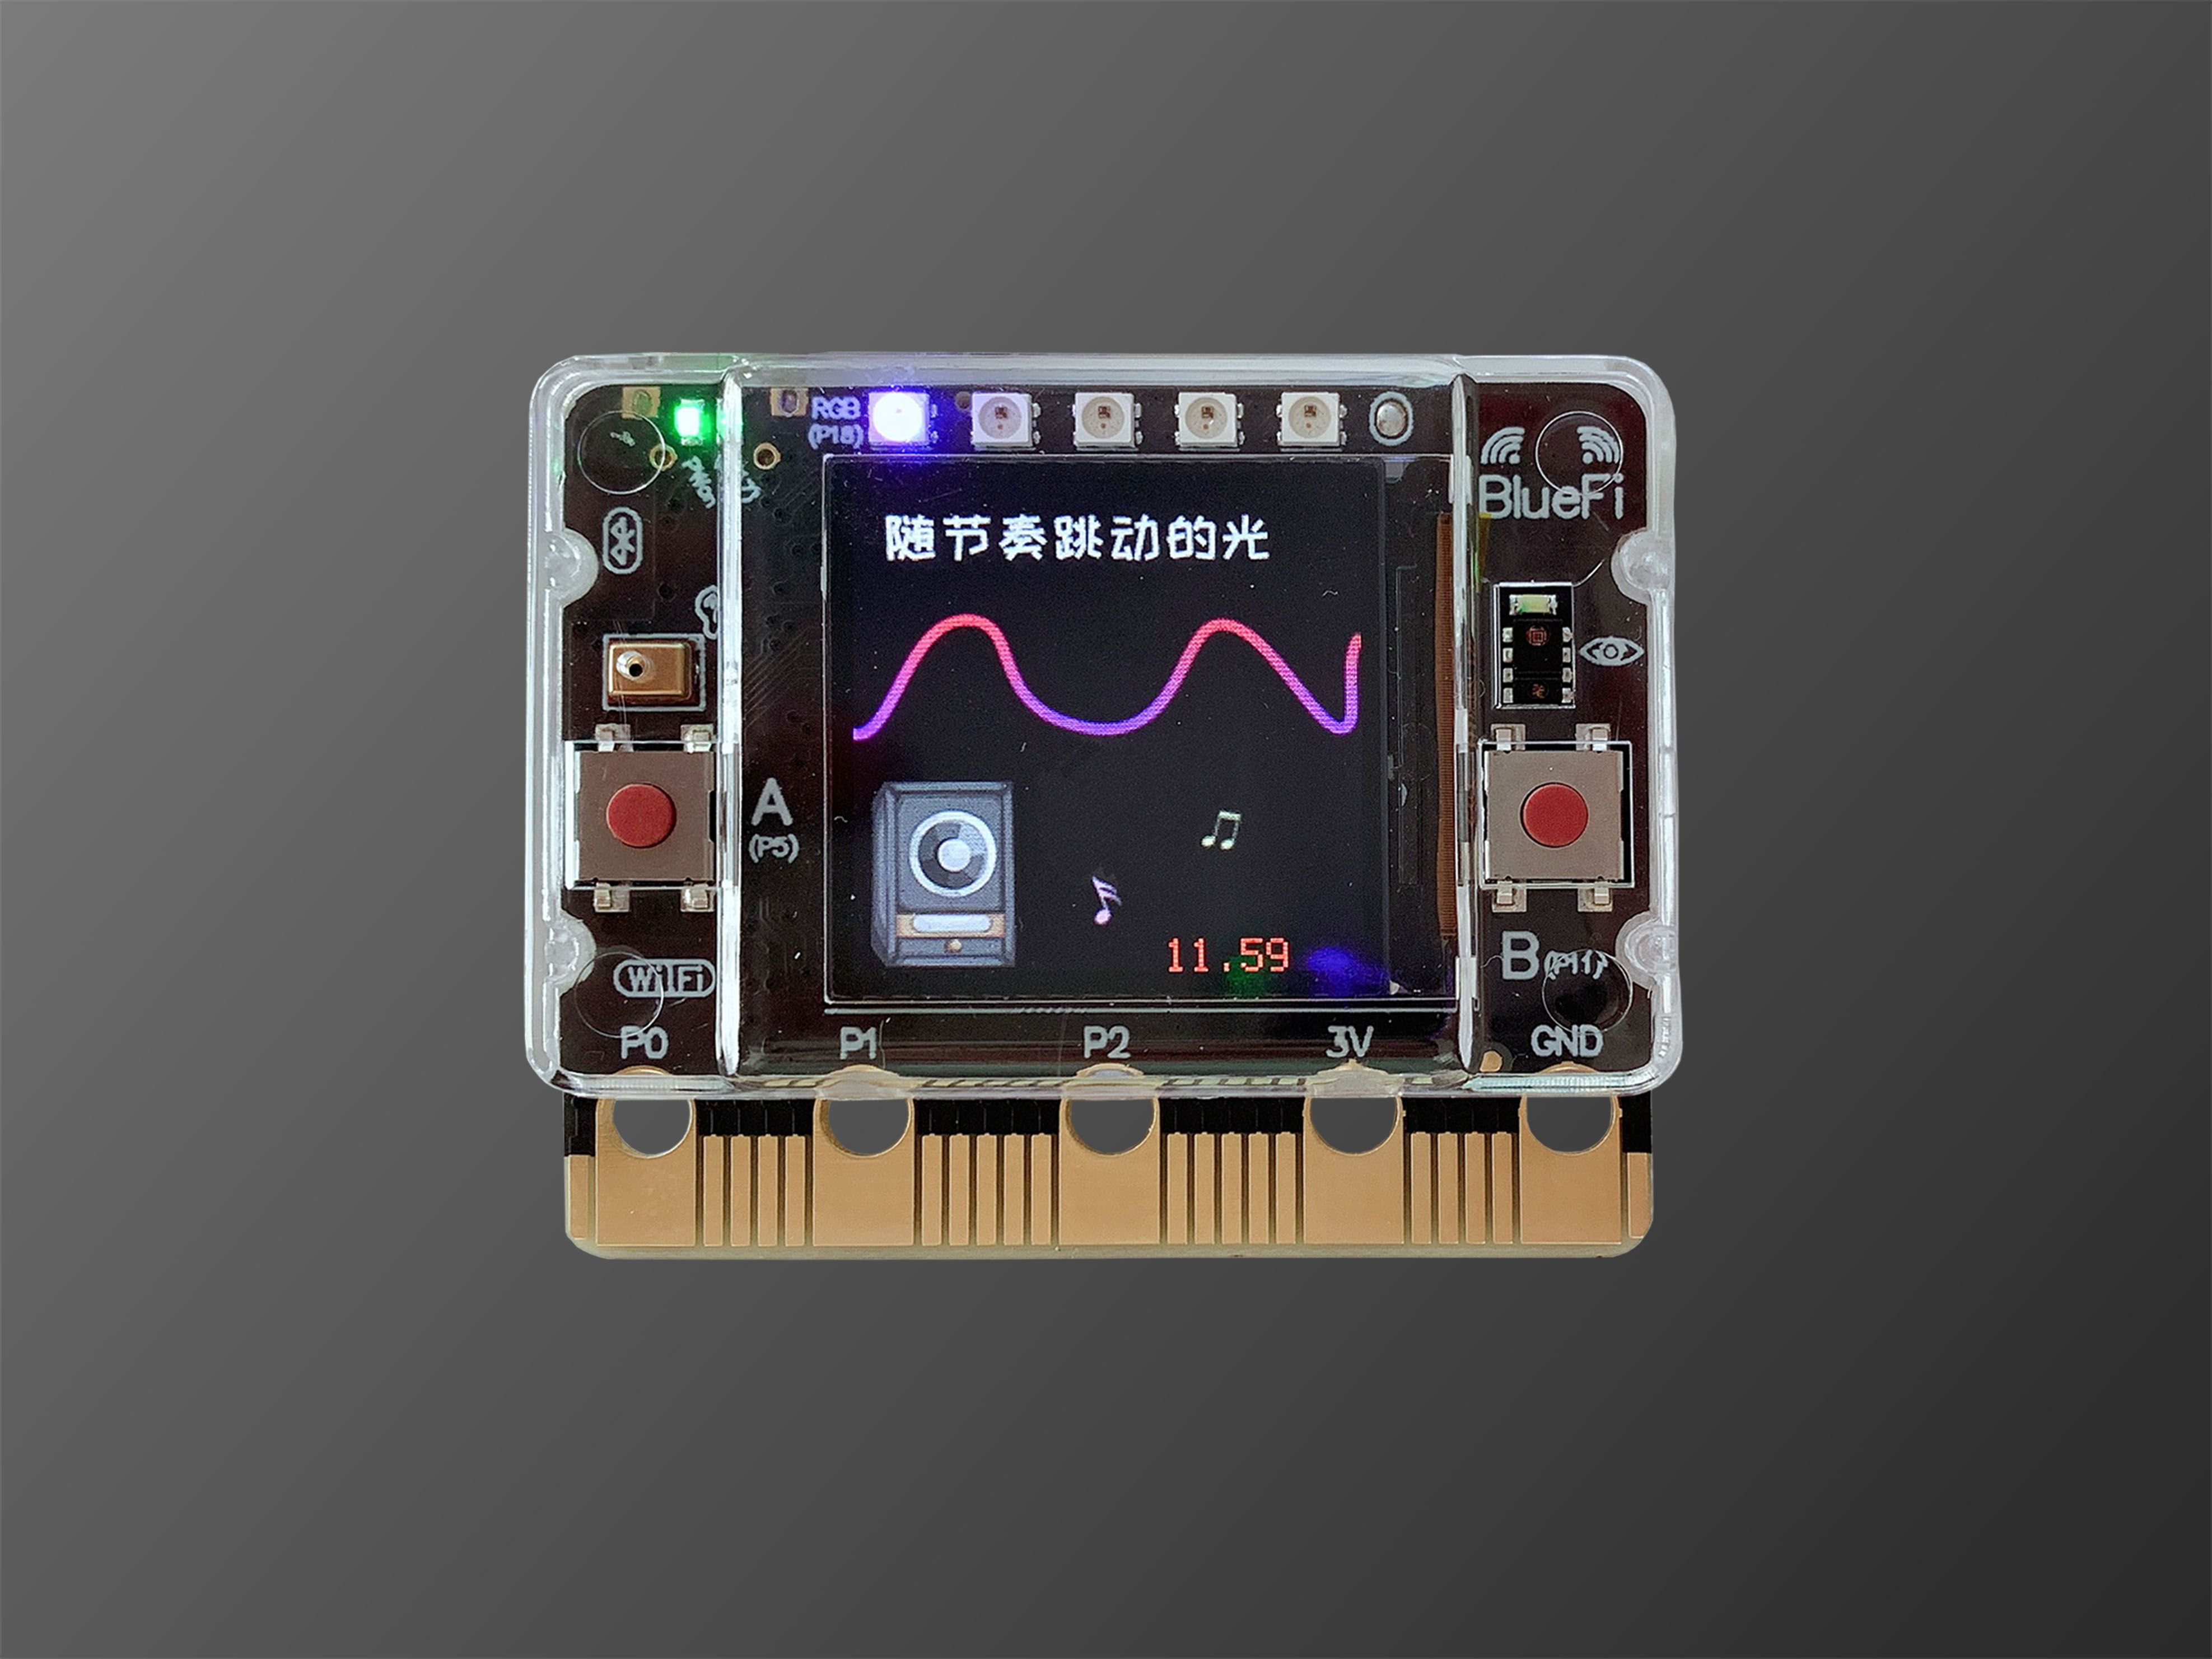 RGB
(P18)
BlueFi
随节奏跳动的光
A
(P5)
11.59
B(P11)
WiFi
P0
P1
P2
3V
GND